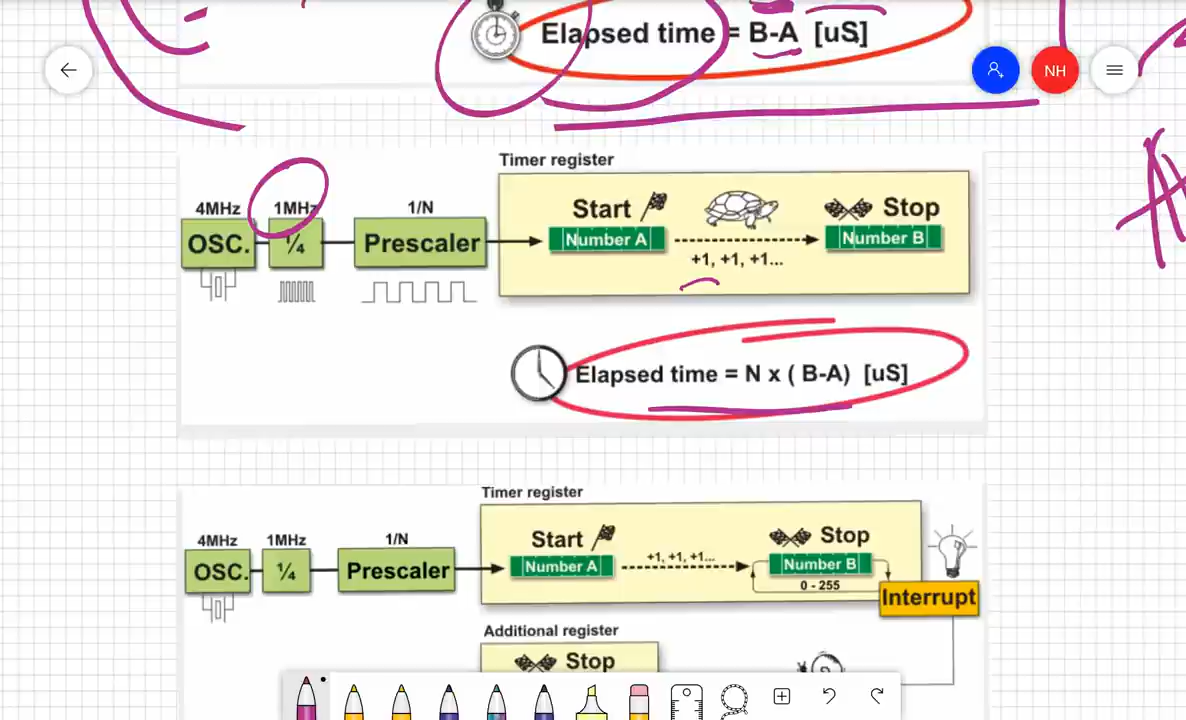 Elapsed time = B-A [uS]
NH
Timer register
4MHz 1MHz 1/N
Start Stop
OSC. ¼ Prescaler Number A Number B
+1, +1, +1...
Elapsed time = N x ( B-A) [uS]
Timer register
4MHz 1MHz 1/N
Start Stop
OSC. ¼ Prescaler Number A +1, +1, +1... Number B
0 - 255
Interrupt
Additional register
Stop